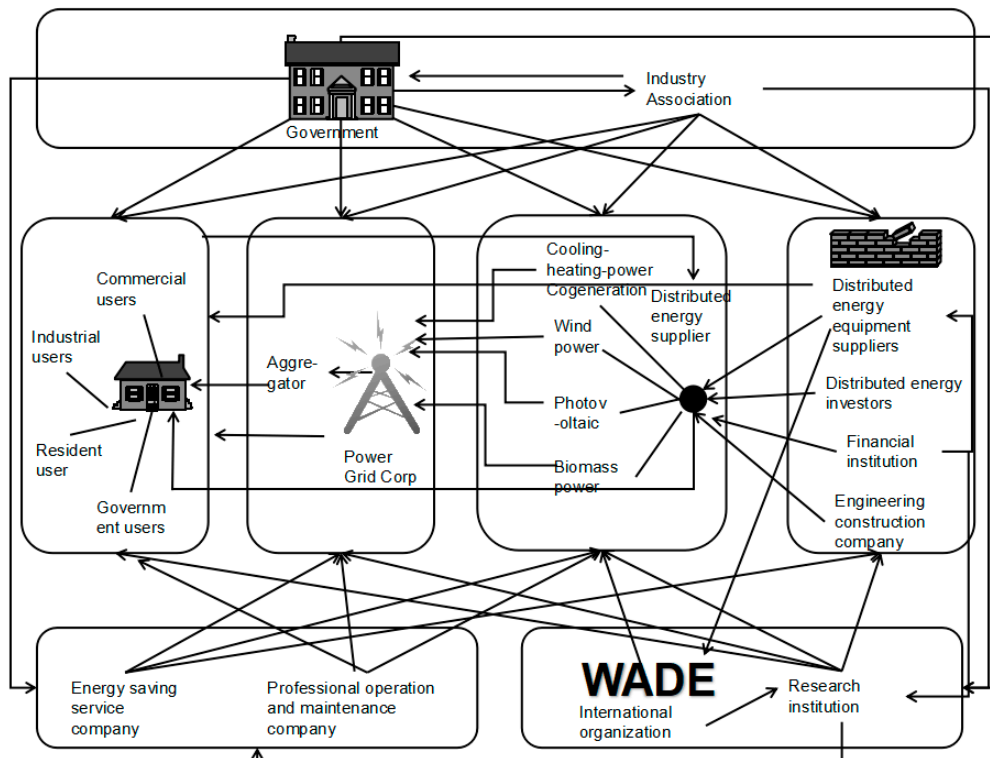 Industry
Association
Government
Commercial
users
Industrial
users
Resident
user
Governm
ent users
Aggre-
gator
Power
Grid Corp
Cooling-
heating-power
Cogeneration
Distributed
energy
supplier
Wind
power
Photov
-oltaic
Biomass
power
Distributed
energy
equipment
suppliers
Distributed energy
investors
Financial
institution
Engineering
construction
company
Energy saving
service
company
Professional operation
and maintenance
company
WADE
International
organization
Research
institution